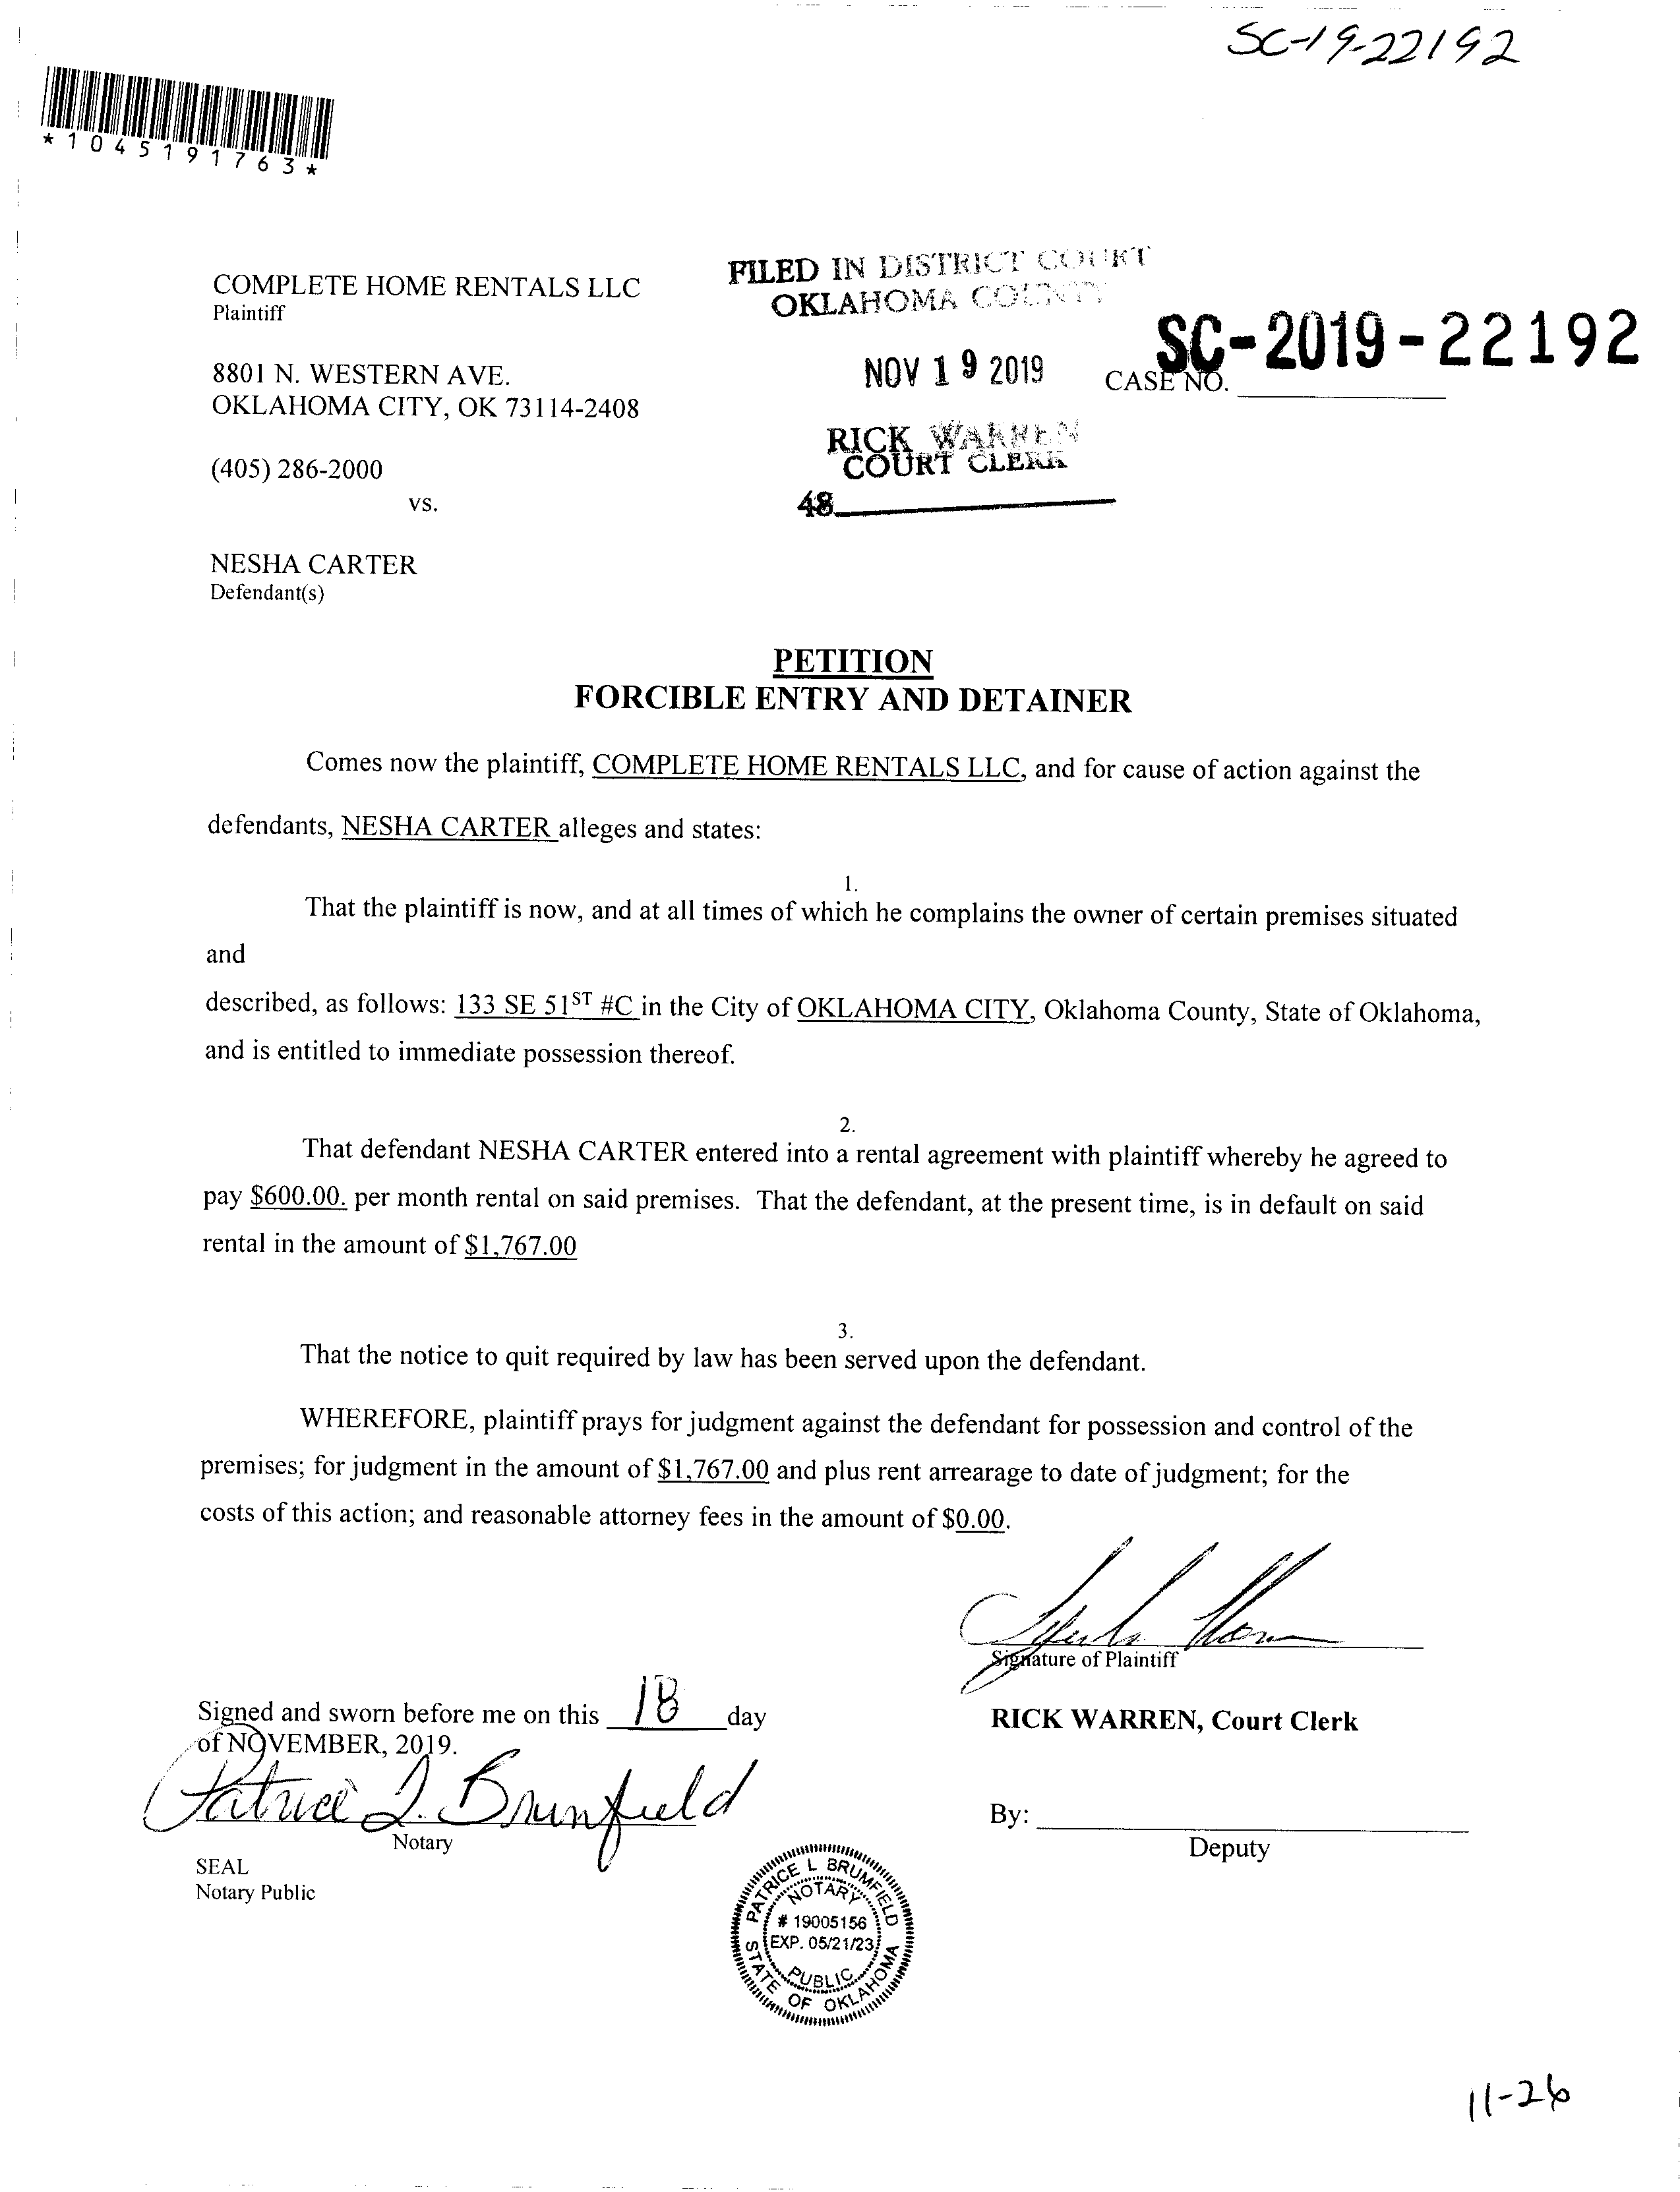 SC-19-22192
*1045191763*
COMPLETE HOME RENTALS LLC
Plaintiff
FILED IN DISTRICT COURT
OKLAHOMA COUNTY
8801 N. WESTERN AVE.
OKLAHOMA CITY, OK 73114-2408
NOV 19 2019
SC-2019-22192
CASE NO.
RICK WARREN
COURT CLERK
48
(405) 286-2000
vs.
NESHA CARTER
Defendant(s)
PETITION
FORCIBLE ENTRY AND DETAINER
Comes now the plaintiff, COMPLETE HOME RENTALS LLC, and for cause of action against the
defendants, NESHA CARTER alleges and states:
1.
That the plaintiff is now, and at all times of which he complains the owner of certain premises situated
and
described, as follows: 133 SE 51ST #C in the City of OKLAHOMA CITY, Oklahoma County, State of Oklahoma,
and is entitled to immediate possession thereof.
2.
That defendant NESHA CARTER entered into a rental agreement with plaintiff whereby he agreed to
pay $600.00. per month rental on said premises. That the defendant, at the present time, is in default on said
rental in the amount of $1,767.00
3.
That the notice to quit required by law has been served upon the defendant.
WHEREFORE, plaintiff prays for judgment against the defendant for possession and control of the
premises; for judgment in the amount of $1,767.00 and plus rent arrearage to date of judgment; for the
costs of this action; and reasonable attorney fees in the amount of $0.00.
Signature of Plaintiff
Signed and sworn before me on this 18 day
of NOVEMBER, 2019.
RICK WARREN, Court Clerk
Patrice L. Brumfield
Notary
By:
Deputy
SEAL
Notary Public
PATRICE L BRUMFIELD
NOTARY
# 19005156
EXP. 05/21/23
PUBLIC
STATE OF OKLAHOMA
11-26